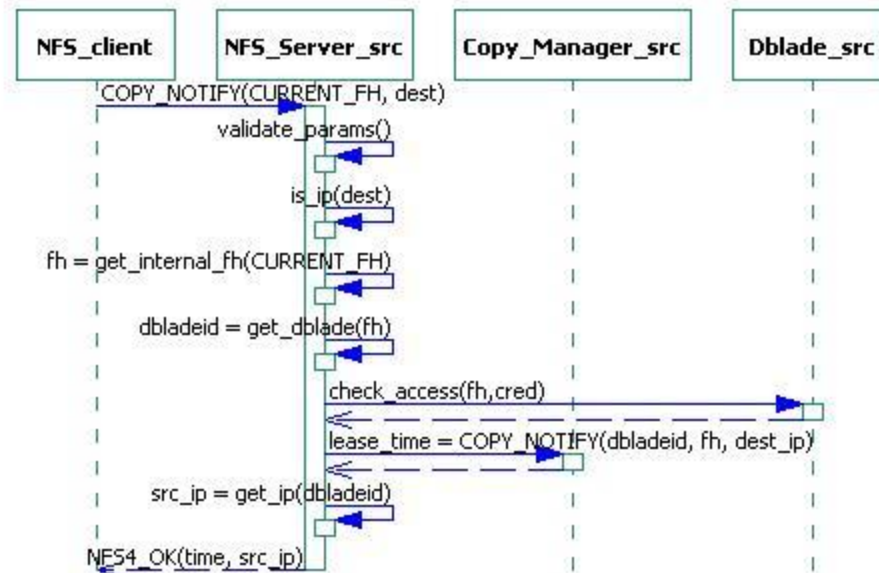 NFS_client
NFS_Server_src
Copy_Manager_src
Dblade_src
COPY_NOTIFY(CURRENT_FH, dest)
validate_params()
is_ip(dest)
fh = get_internal_fh(CURRENT_FH)
dbladeid = get_dblade(fh)
check_access(fh,cred)
lease_time = COPY_NOTIFY(dbladeid, fh, dest_ip)
src_ip = get_ip(dbladeid)
NFS4_OK(time, src_ip)